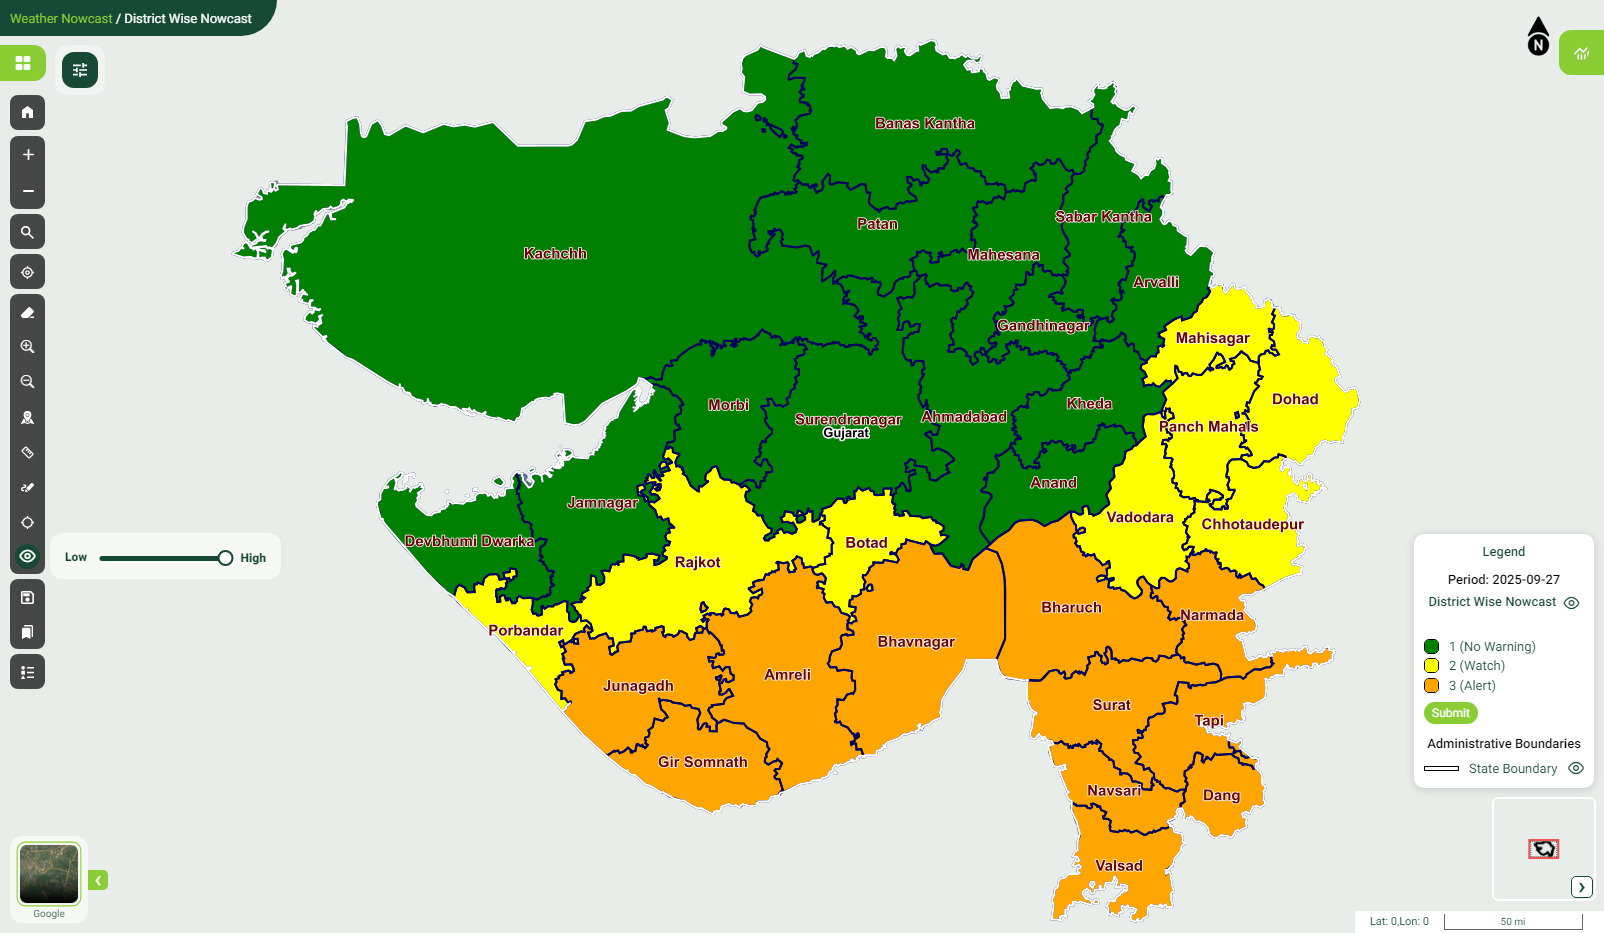 Weather Nowcast / District Wise Nowcast
N
Banas Kantha
Patan
Sabar Kantha
Kachchh
Mahesana
Arvalli
Gandhinagar
Mahisagar
Dohad
Morbi
Kheda
Surendranagar
Ahmadabad
Gujarat
Panch Mahals
Anand
Jamnagar
Vadodara
Chhotaudepur
Devbhumi Dwarka
Botad
Rajkot
Low
High
Bharuch
Narmada
Porbandar
Bhavnagar
Amreli
Junagadh
Surat
Tapi
Gir Somnath
Navsari
Dang
Valsad
Legend
Period: 2025-09-27
District Wise Nowcast
1 (No Warning)
2 (Watch)
3 (Alert)
Submit
Administrative Boundaries
State Boundary
Google
Lat: 0,Lon: 0
50 mi